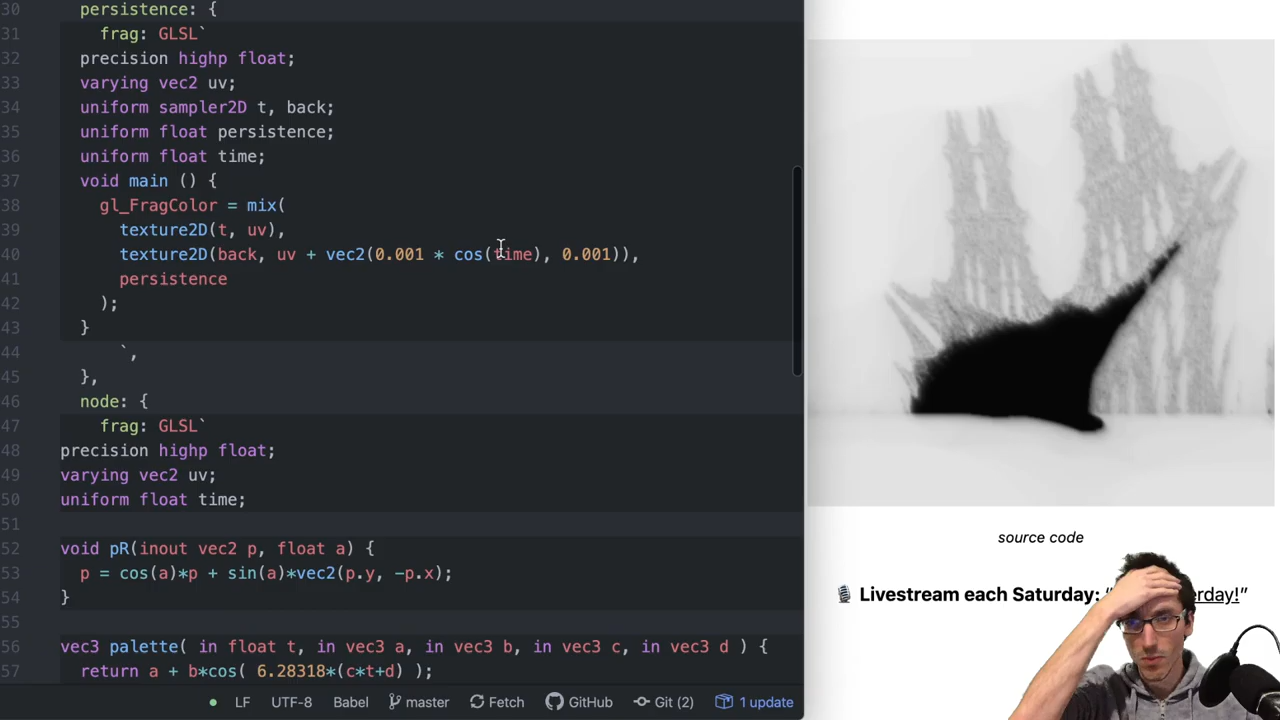 30 persistence: {
31 frag: GLSL`
32 precision highp float;
33 varying vec2 uv;
34 uniform sampler2D t, back;
35 uniform float persistence;
36 uniform float time;
37 void main () {
38 gl_FragColor = mix(
39 texture2D(t, uv),
40 texture2D(back, uv + vec2(0.001 * cos(time), 0.001)),
41 persistence
42 );
43 }
44 `,
45 },
46 node: {
47 frag: GLSL`
48 precision highp float;
49 varying vec2 uv;
50 uniform float time;
51
52 void pR(inout vec2 p, float a) {
53 p = cos(a)*p + sin(a)*vec2(p.y, -p.x);
54 }
55
56 vec3 palette( in float t, in vec3 a, in vec3 b, in vec3 c, in vec3 d ) {
57 return a + b*cos( 6.28318*(c*t+d) );
LF UTF-8 Babel master Fetch GitHub Git (2) 1 update
source code
🎙️ Livestream each Saturday: “ erday!”